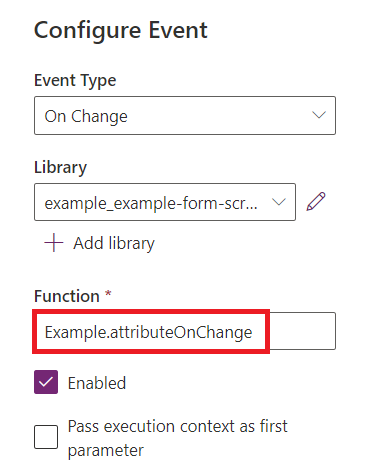 Configure Event
Event Type
On Change
Library
example_example-form-scr...
Add library
Function *
Example.attributeOnChange
Enabled
Pass execution context as first
parameter